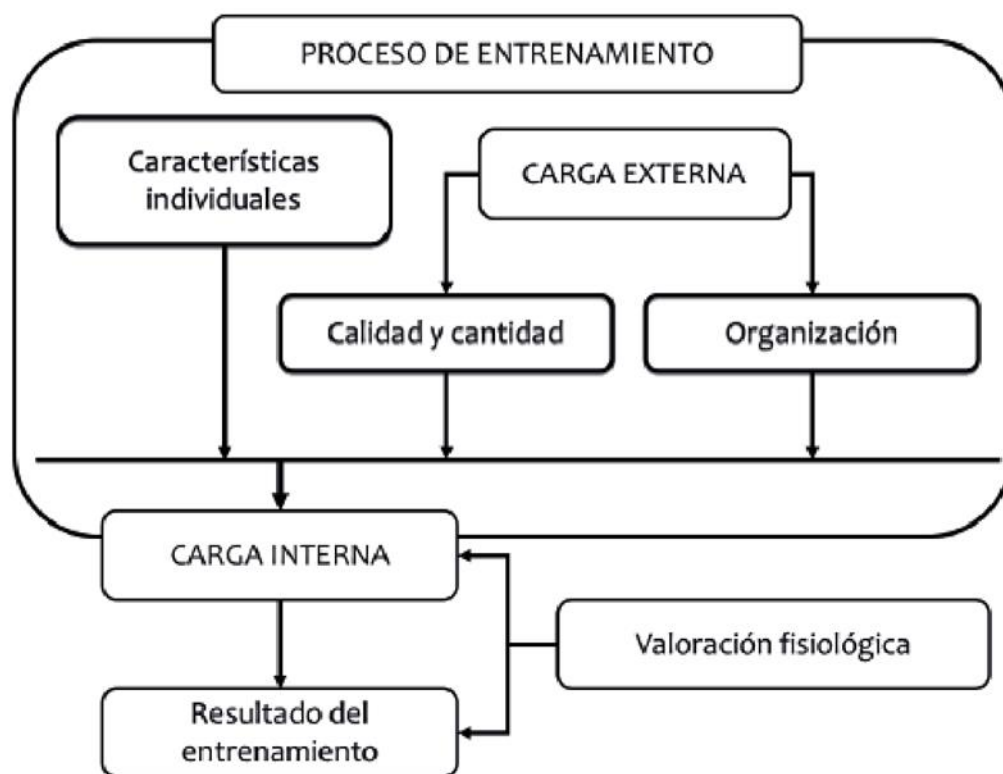 PROCESO DE ENTRENAMIENTO
Características
individuales
CARGA EXTERNA
Calidad y cantidad
Organización
CARGA INTERNA
Valoración fisiológica
Resultado del
entrenamiento